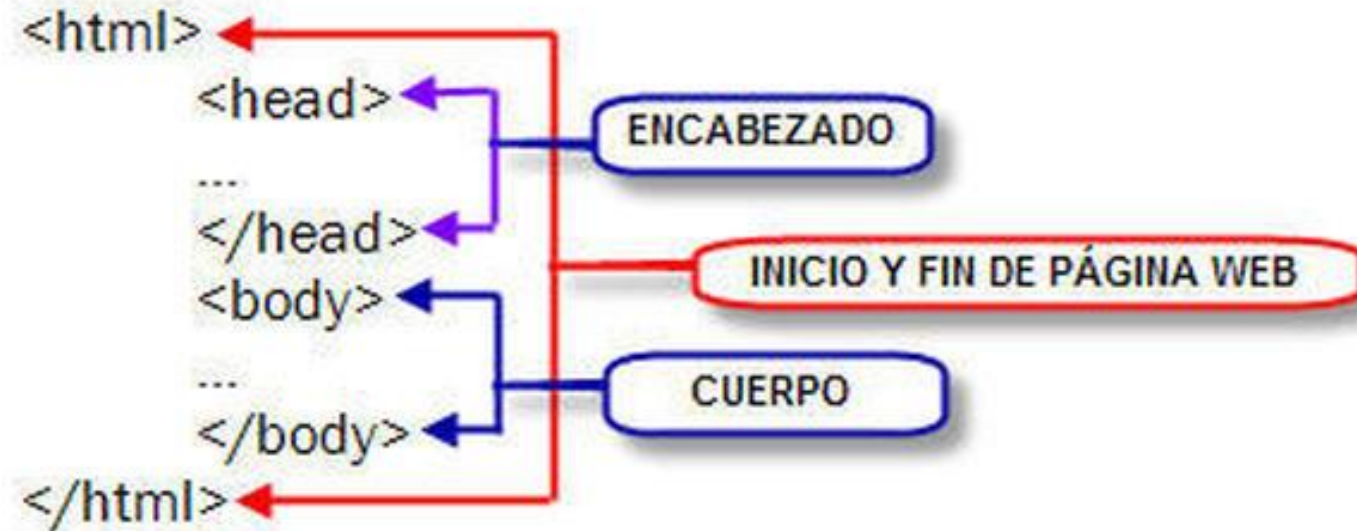 <html>
<head>
ENCABEZADO
...
</head>
INICIO Y FIN DE PÁGINA WEB
<body>
...
CUERPO
</body>
</html>